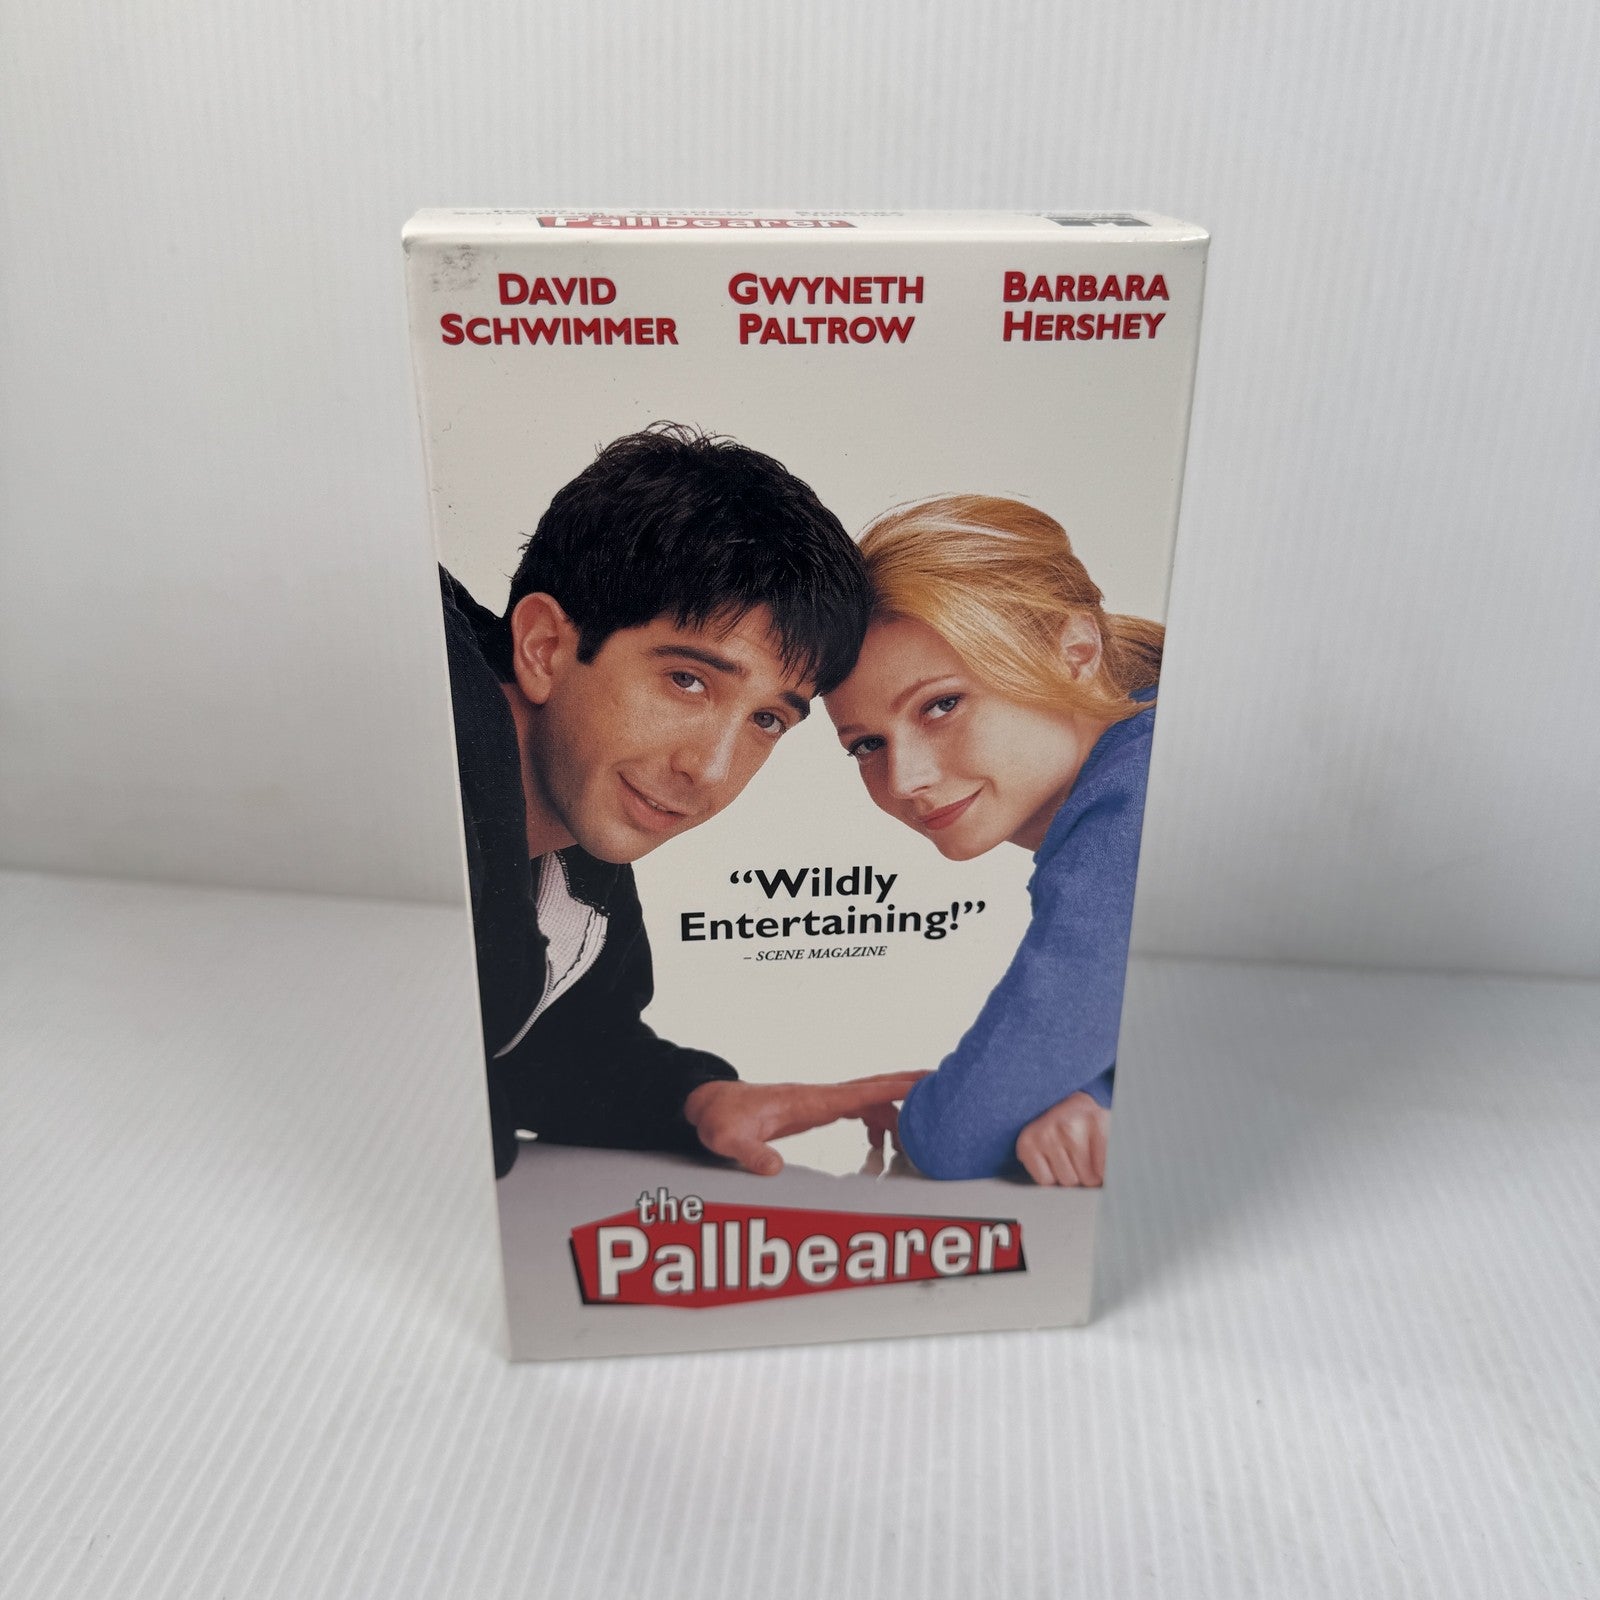 Pallbearer
DAVID
SCHWIMMER
GWYNETH
PALTROW
BARBARA
HERSHEY
“Wildly
Entertaining!”
– SCENE MAGAZINE
the
Pallbearer